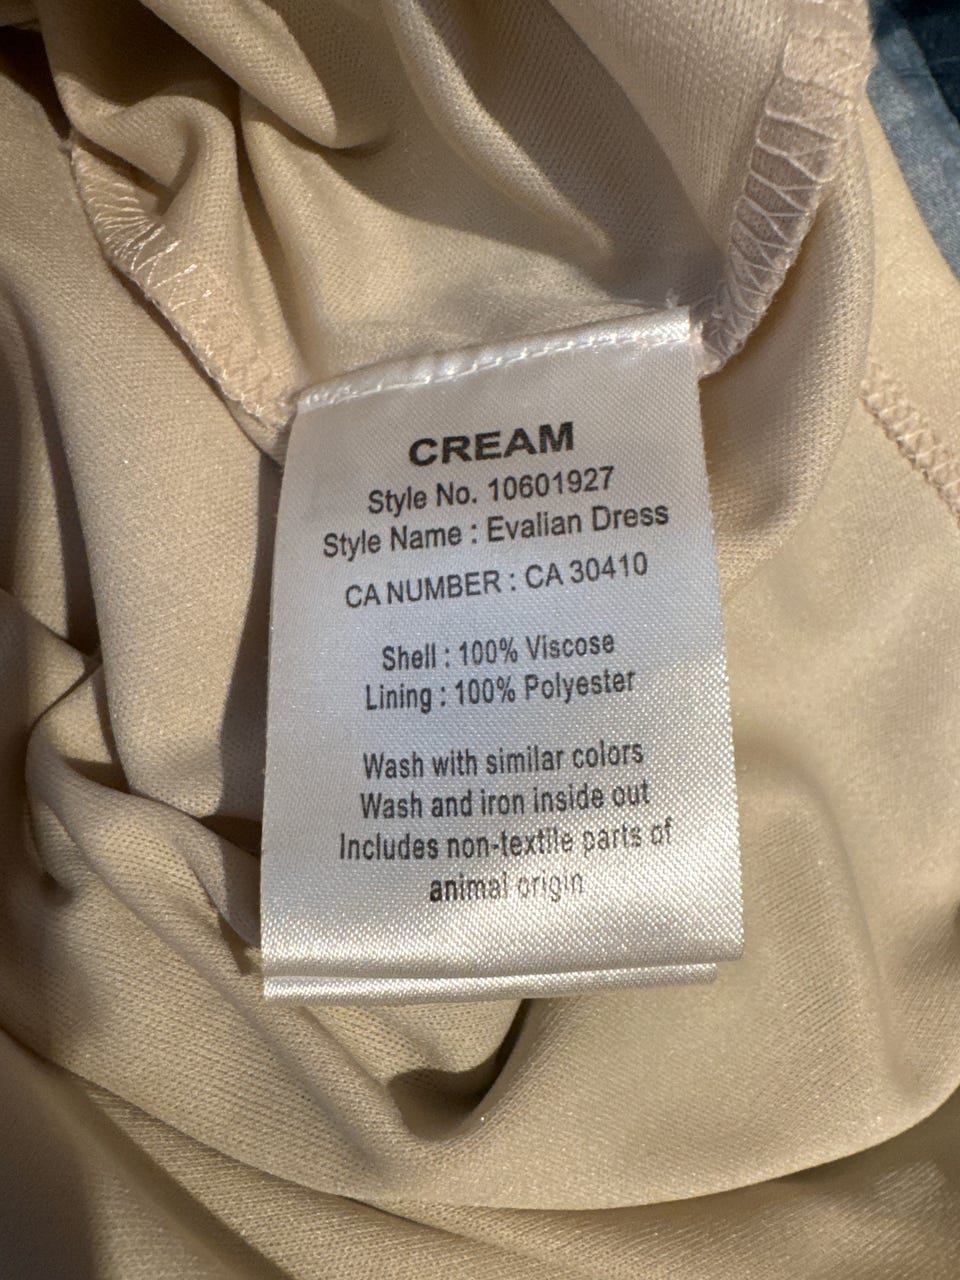 CREAM
Style No. 10601927
Style Name : Evalian Dress
CA NUMBER : CA 30410
Shell : 100% Viscose
Lining : 100% Polyester
Wash with similar colors
Wash and iron inside out
Includes non-textile parts of
animal origin